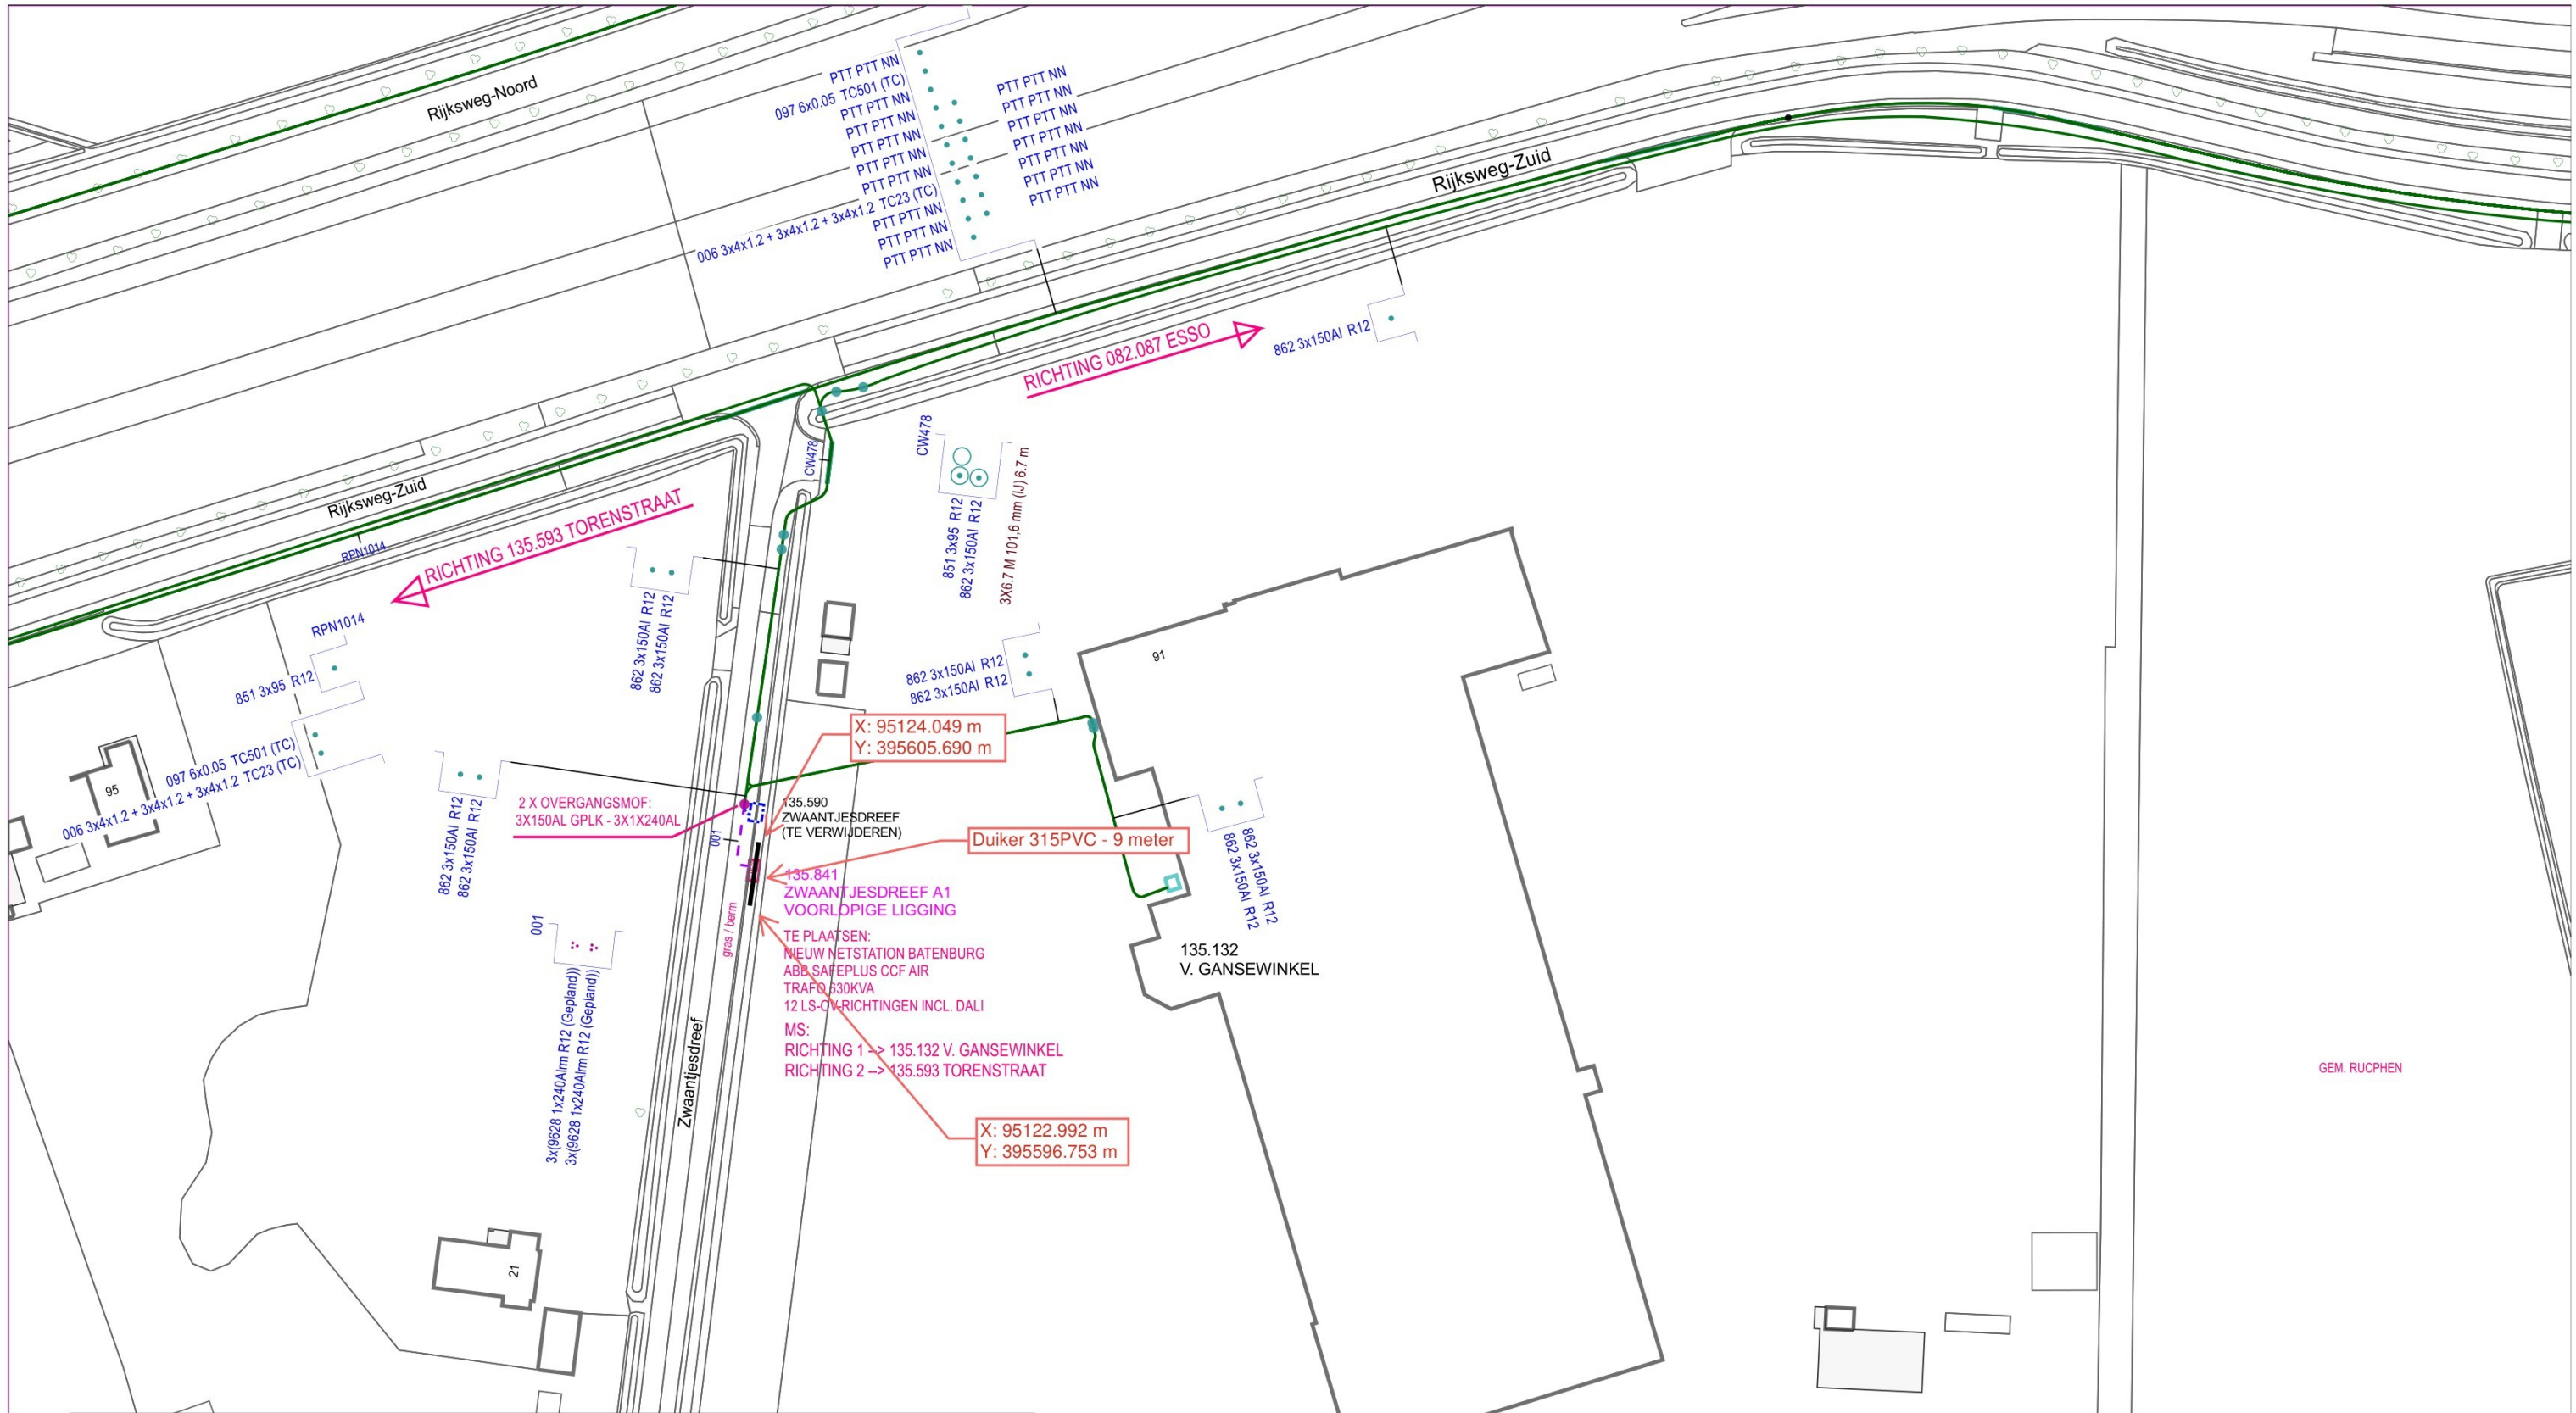 Rijksweg-Noord
PTT PTT NN
097 6x0.05 TC501 (TC)
PTT PTT NN
PTT PTT NN
PTT PTT NN
PTT PTT NN
PTT PTT NN
006 3x4x1.2 + 3x4x1.2 + 3x4x1.2 TC23 (TC)
PTT PTT NN
PTT PTT NN
PTT PTT NN
PTT PTT NN
PTT PTT NN
PTT PTT NN
PTT PTT NN
PTT PTT NN
PTT PTT NN
PTT PTT NN
Rijksweg-Zuid
862 3x150Al R12
RICHTING 082.087 ESSO
CW478
CW478
851 3x95 R12
862 3x150Al R12
3X6.7 M 101,6 mm (IJ) 6.7 m
Rijksweg-Zuid
RPN1014
RICHTING 135.593 TORENSTRAAT
862 3x150Al R12
862 3x150Al R12
RPN1014
851 3x95 R12
097 6x0.05 TC501 (TC)
006 3x4x1.2 + 3x4x1.2 + 3x4x1.2 TC23 (TC)
95
862 3x150Al R12
862 3x150Al R12
91
X: 95124.049 m
Y: 395605.690 m
862 3x150Al R12
862 3x150Al R12
2 X OVERGANGSMOF:
3X150AL GPLK - 3X1X240AL
001
135.590
ZWAANTJESDREEF
(TE VERWIJDEREN)
Duiker 315PVC - 9 meter
862 3x150Al R12
862 3x150Al R12
135.841
ZWAANTJESDREEF A1
VOORLOPIGE LIGGING
gras / berm
TE PLAATSEN:
NIEUW NETSTATION BATENBURG
ABB SAFEPLUS CCF AIR
TRAFO 630KVA
12 LS-OV-RICHTINGEN INCL. DALI
MS:
RICHTING 1 --> 135.132 V. GANSEWINKEL
RICHTING 2 --> 135.593 TORENSTRAAT
135.132
V. GANSEWINKEL
001
3x(9628 1x240Alm R12 (Gepland))
3x(9628 1x240Alm R12 (Gepland))
Zwaantjesdreef
X: 95122.992 m
Y: 395596.753 m
GEM. RUCPHEN
21